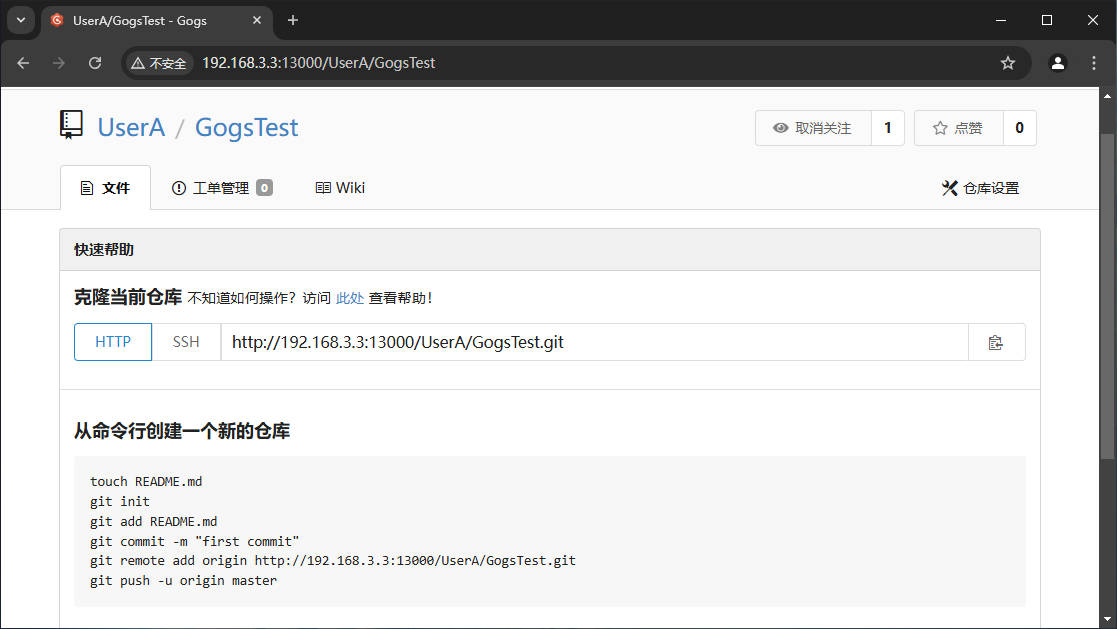 UserA/GogsTest - Gogs
不安全 192.168.3.3:13000/UserA/GogsTest
UserA / GogsTest
取消关注 1 点赞 0
文件 工单管理 0 Wiki 仓库设置
快速帮助
克隆当前仓库 不知道如何操作？访问 此处 查看帮助！
HTTP SSH http://192.168.3.3:13000/UserA/GogsTest.git
从命令行创建一个新的仓库
touch README.md
git init
git add README.md
git commit -m "first commit"
git remote add origin http://192.168.3.3:13000/UserA/GogsTest.git
git push -u origin master